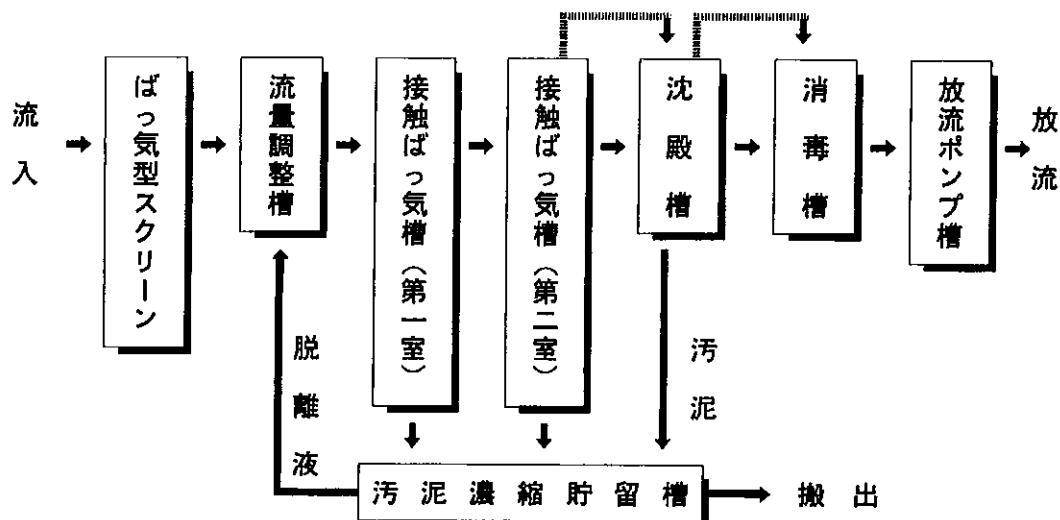 流入
ばっ気型スクリーン
流量調整槽
接触ばっ気槽（第一室）
接触ばっ気槽（第二室）
沈殿槽
消毒槽
放流ポンプ槽
放流
脱離液
汚泥
汚泥濃縮貯留槽
搬出